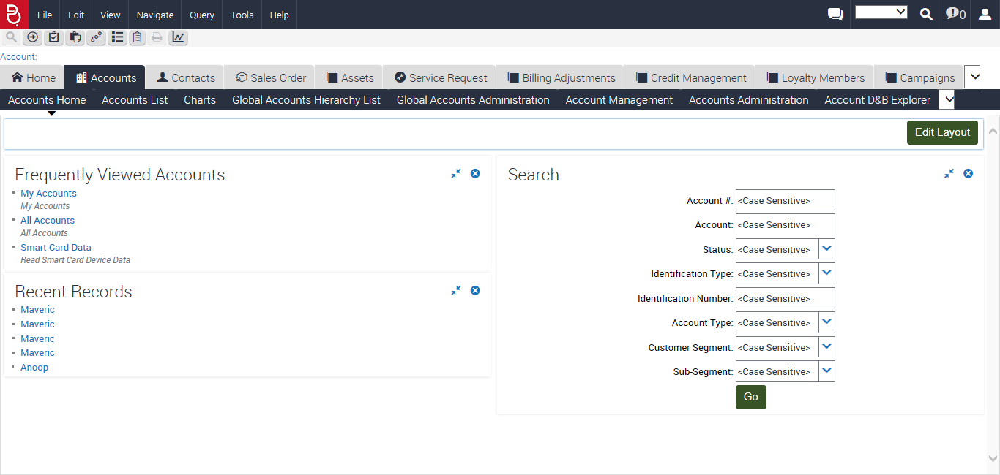 File Edit View Navigate Query Tools Help 0
Account:
Home Accounts Contacts Sales Order Assets Service Request Billing Adjustments Credit Management Loyalty Members Campaigns
Accounts Home Accounts List Charts Global Accounts Hierarchy List Global Accounts Administration Account Management Accounts Administration Account D&B Explorer
Edit Layout
Frequently Viewed Accounts
My Accounts
My Accounts
All Accounts
All Accounts
Smart Card Data
Read Smart Card Device Data
Recent Records
Maveric
Maveric
Maveric
Maveric
Anoop
Search
Account #: <Case Sensitive>
Account: <Case Sensitive>
Status: <Case Sensitive>
Identification Type: <Case Sensitive>
Identification Number: <Case Sensitive>
Account Type: <Case Sensitive>
Customer Segment: <Case Sensitive>
Sub-Segment: <Case Sensitive>
Go